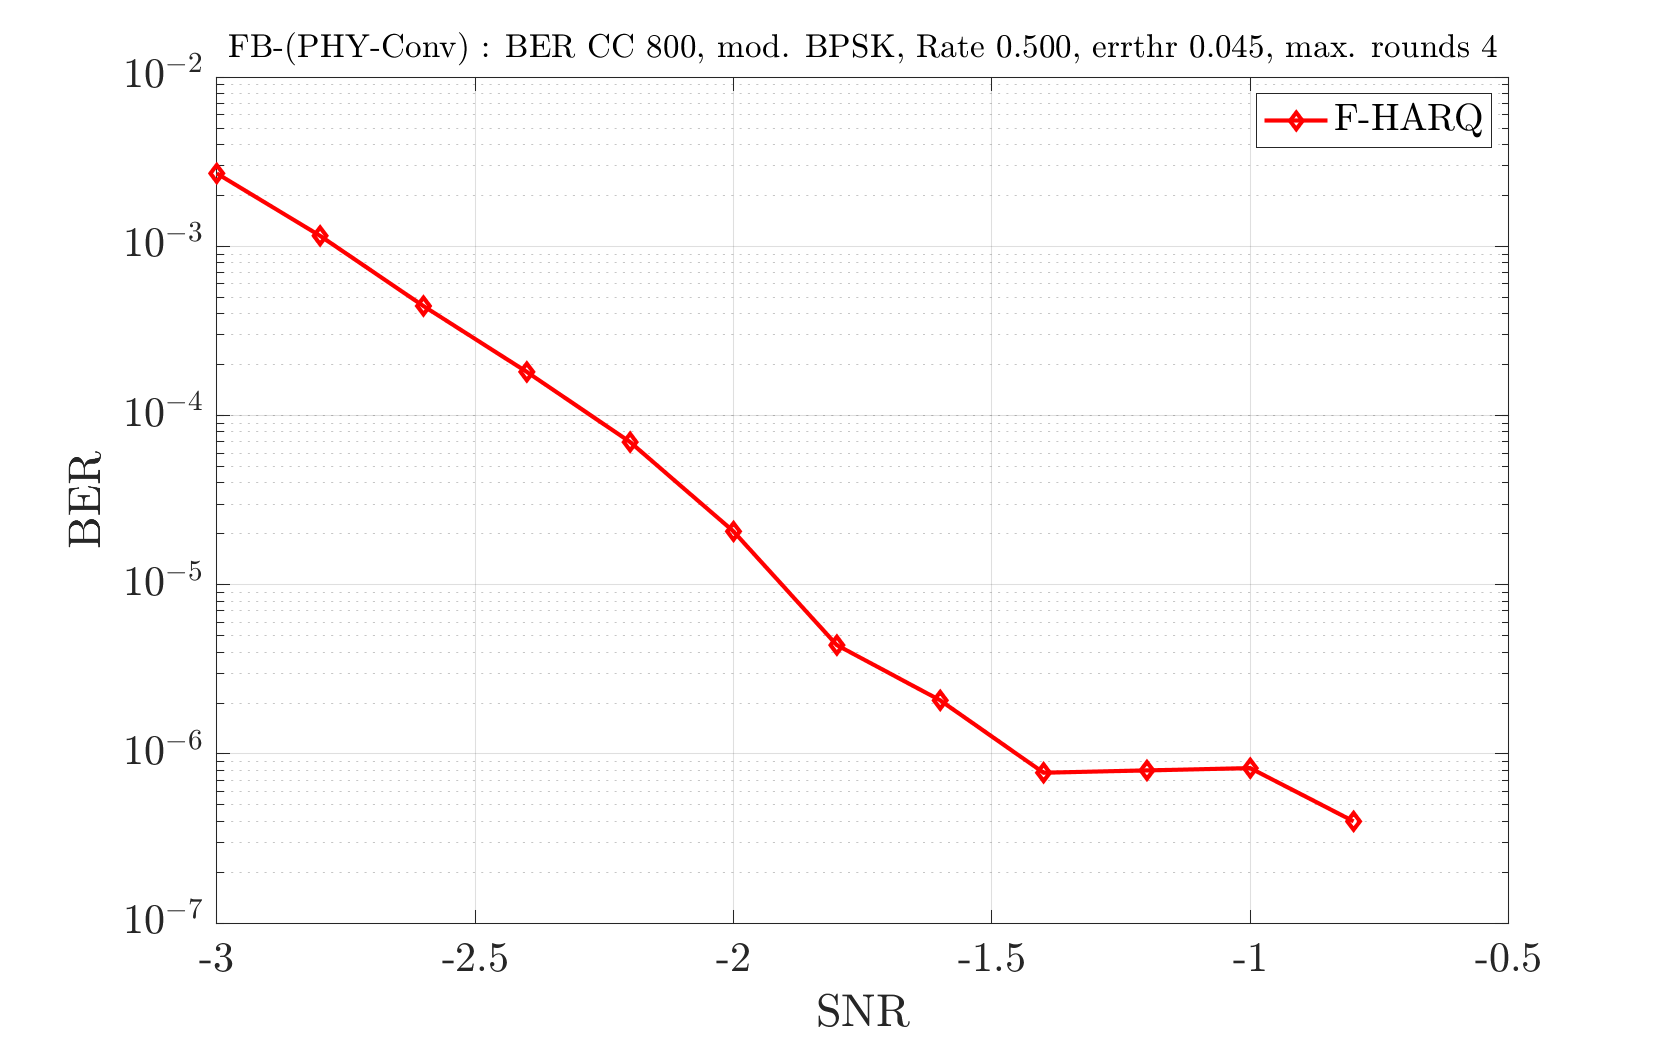 FB-(PHY-Conv) : BER CC 800, mod. BPSK, Rate 0.500, errthr 0.045, max. rounds 4
F-HARQ
BER
10^−2
10^−3
10^−4
10^−5
10^−6
10^−7
-3 -2.5 -2 -1.5 -1 -0.5
SNR